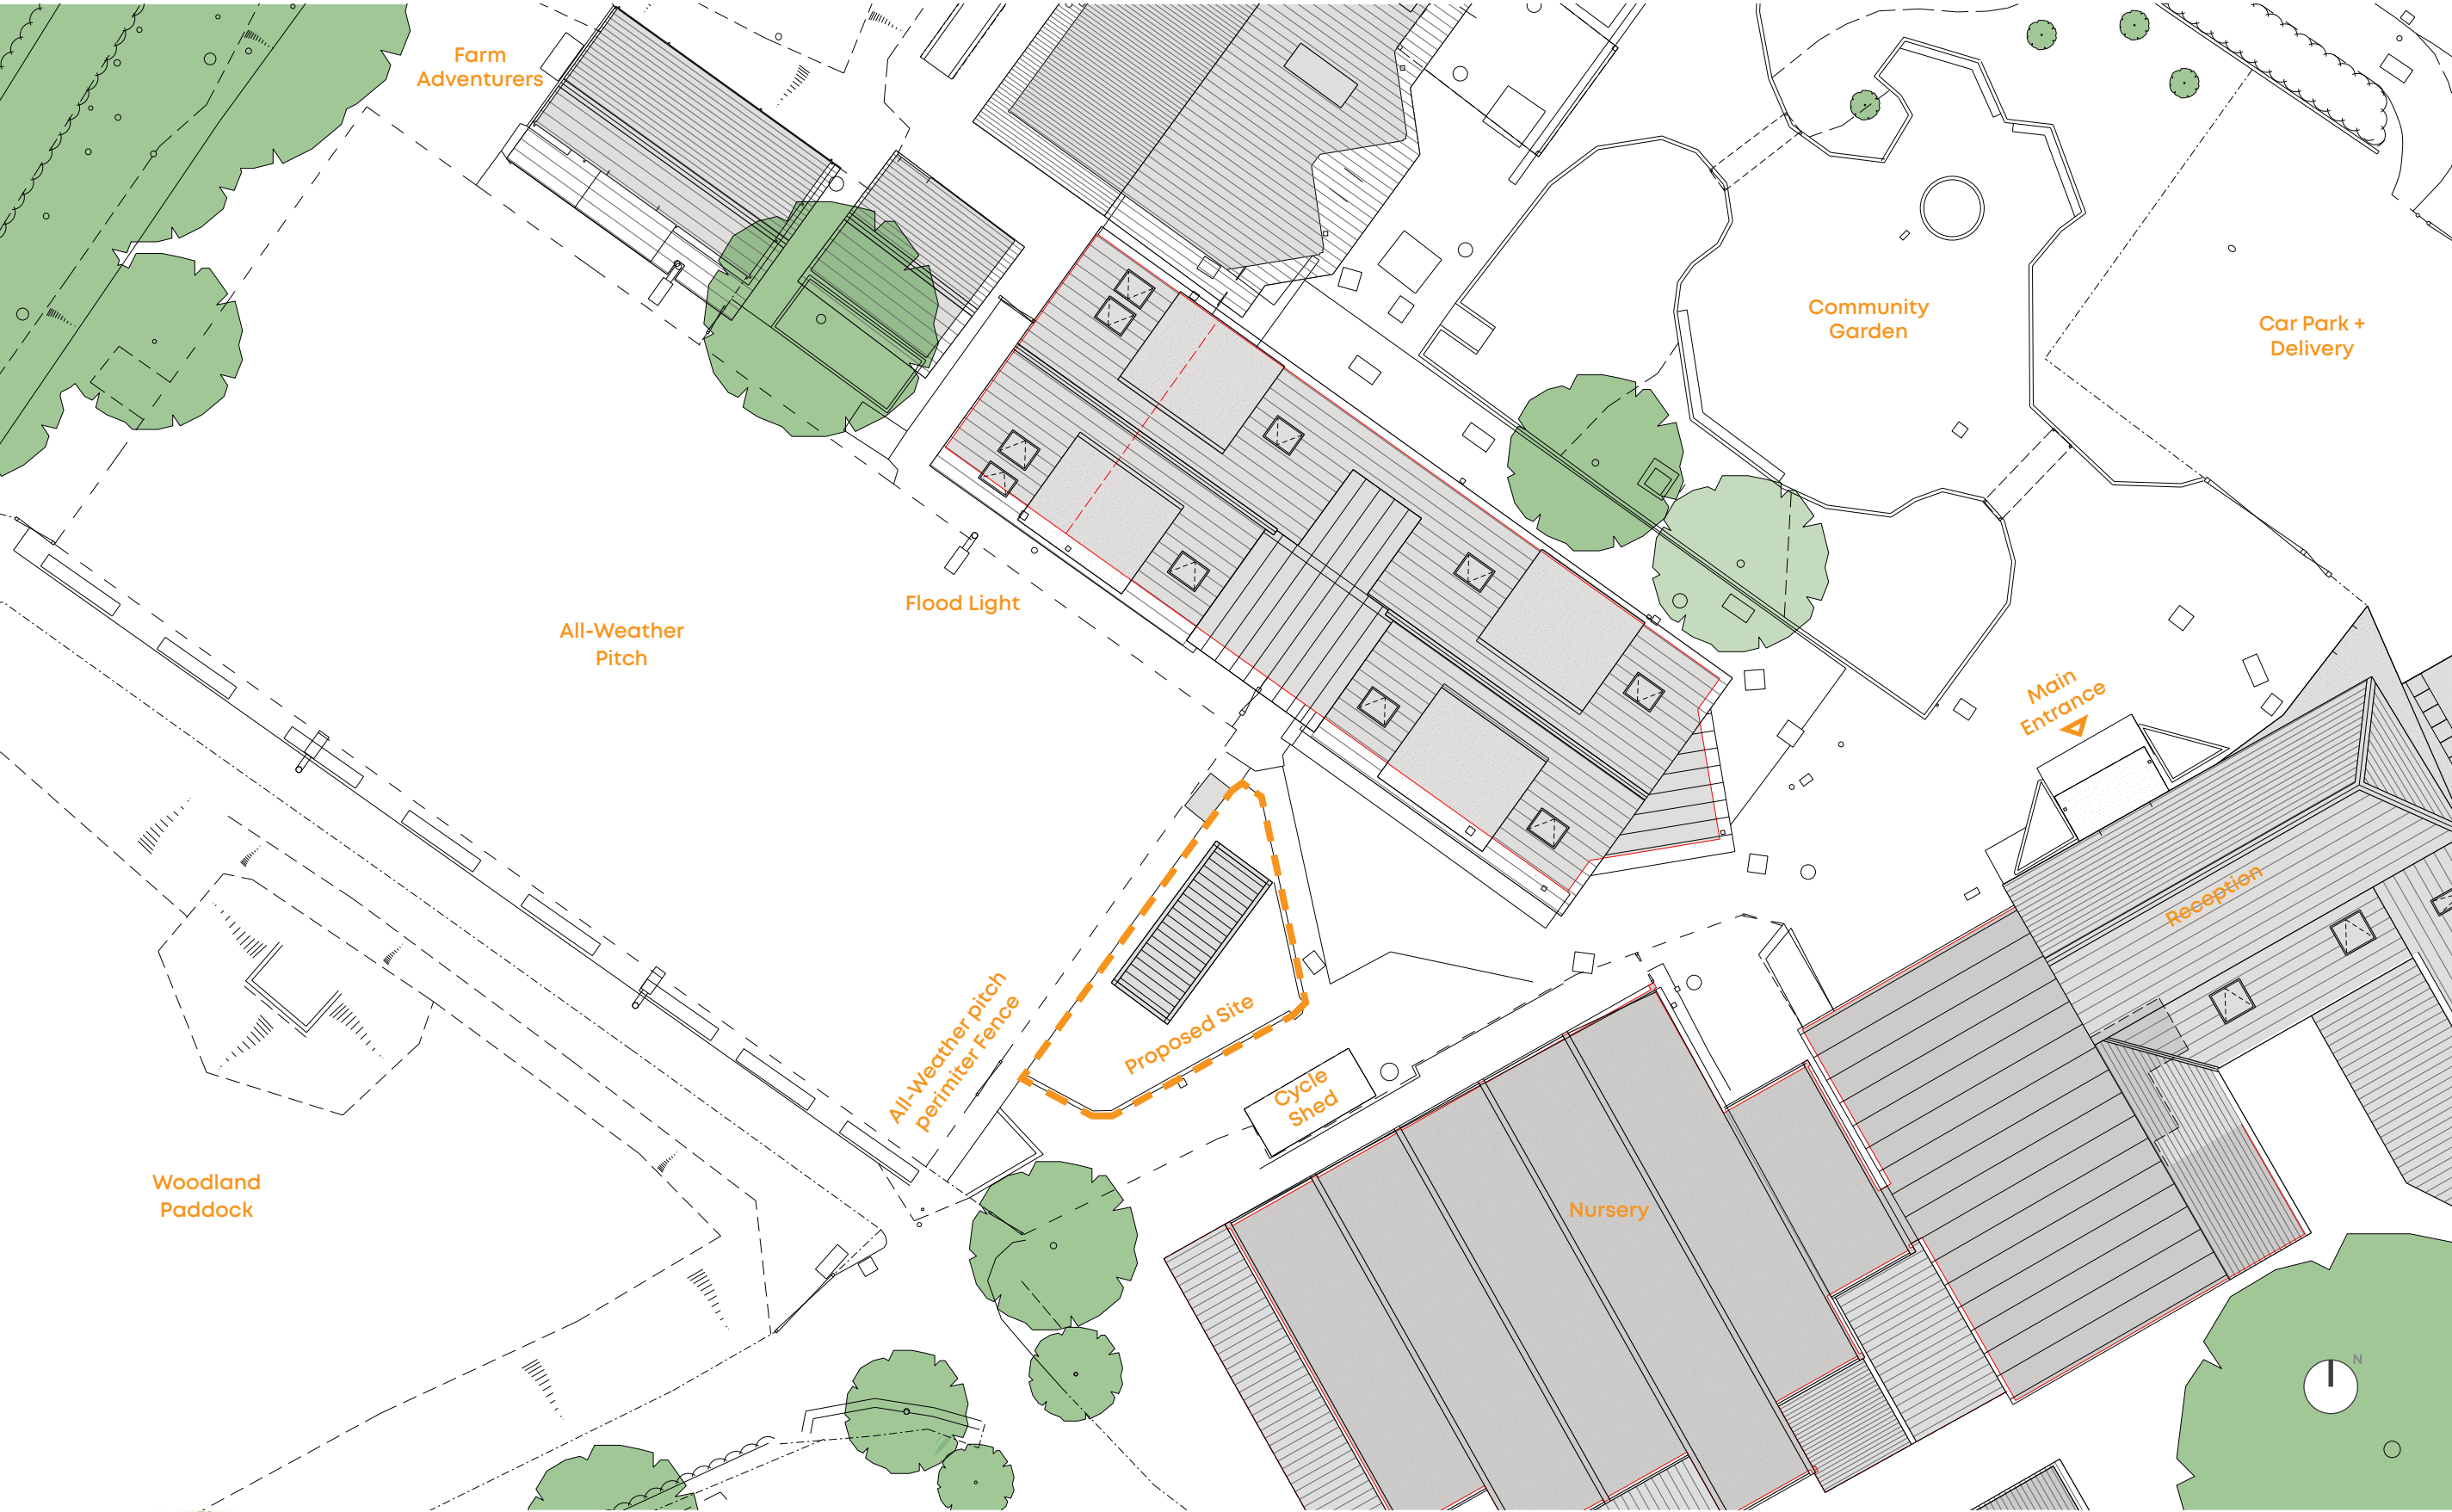 Farm
Adventurers
Community
Garden
Car Park +
Delivery
Flood Light
All-Weather
Pitch
Main
Entrance
Reception
All-Weather pitch
perimiter Fence
Proposed Site
Cycle
Shed
Woodland
Paddock
Nursery
N